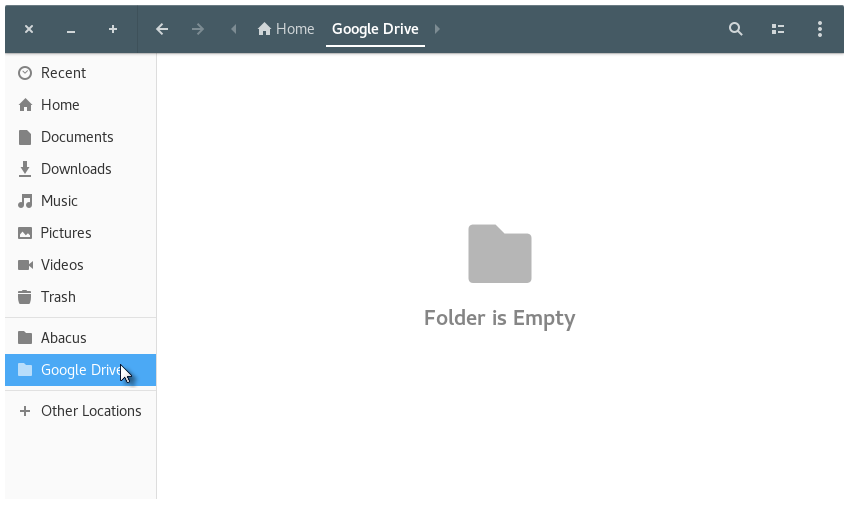 Home Google Drive
Recent
Home
Documents
Downloads
Music
Pictures
Videos
Trash
Abacus
Google Drive
Other Locations
Folder is Empty